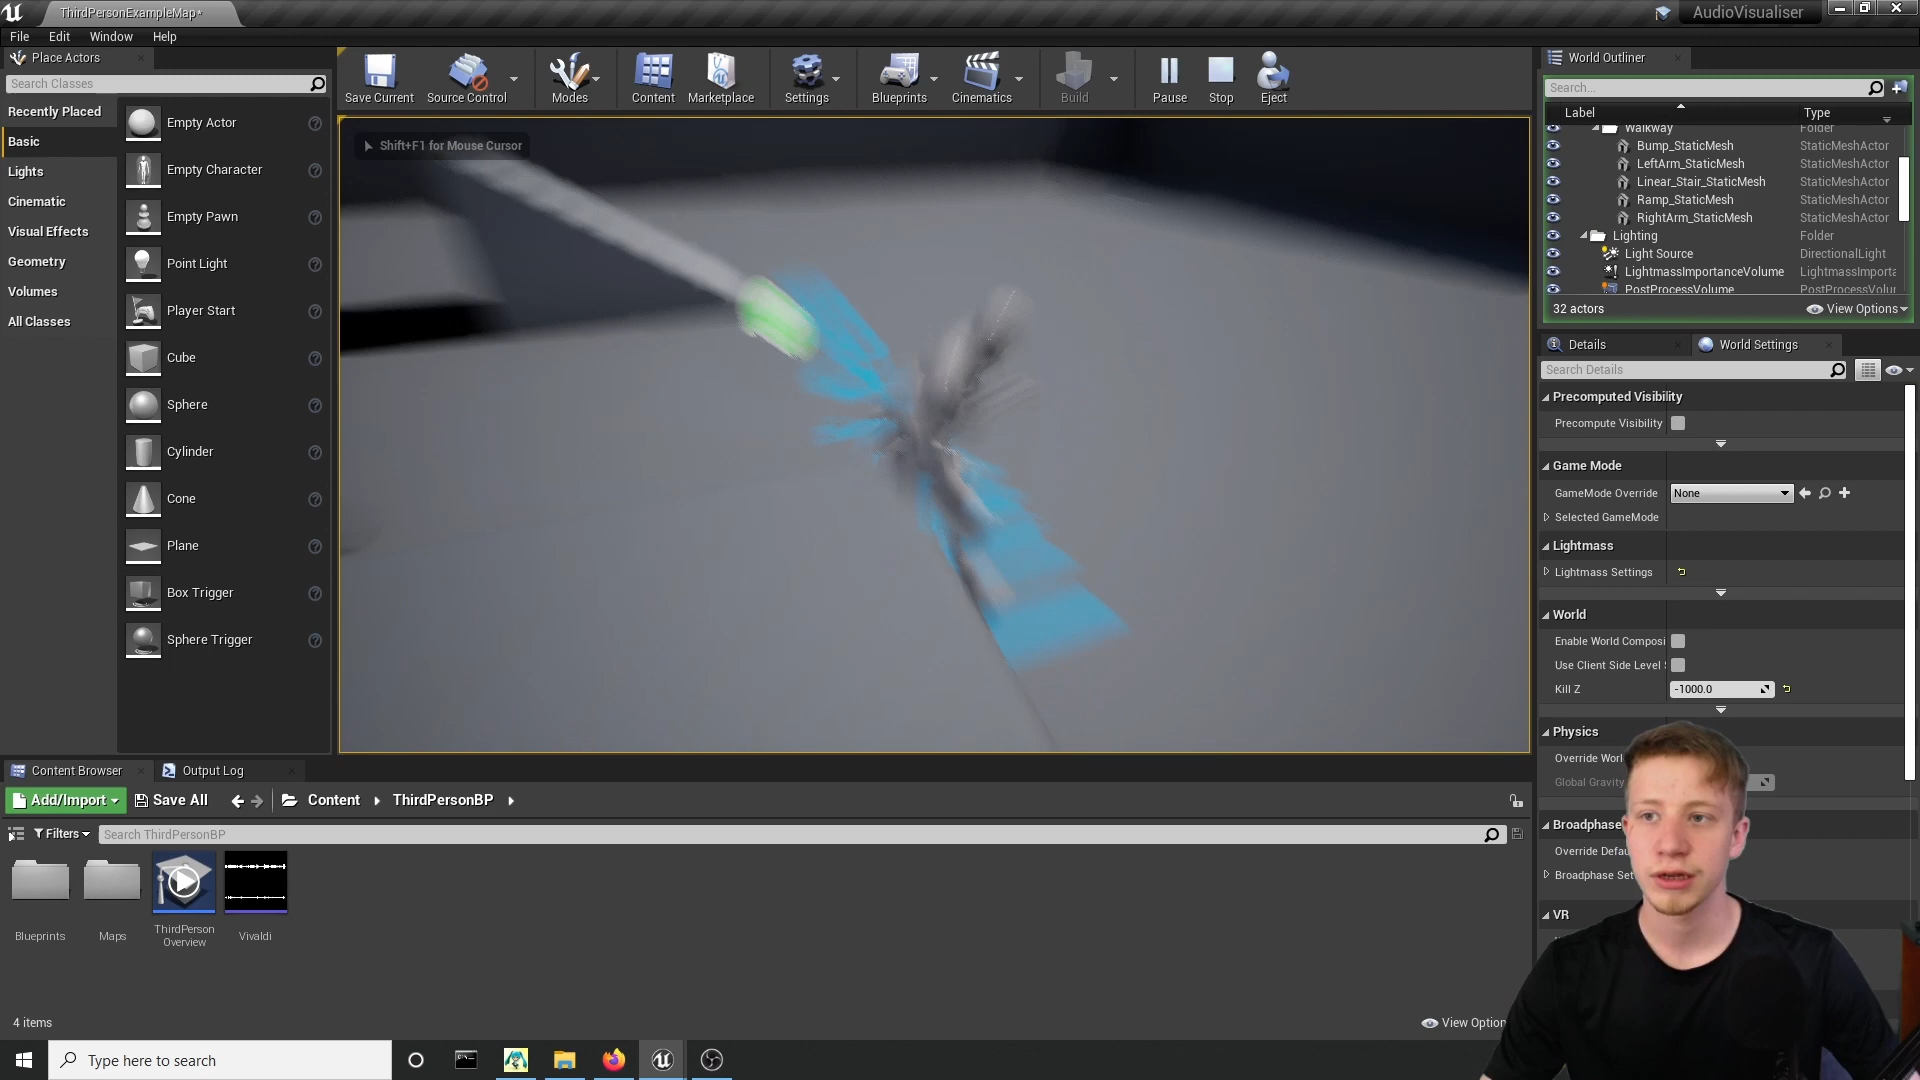 ThirdPersonExampleMap*
AudioVisualiser
File Edit Window Help
Place Actors
Search Classes
Recently Placed
Basic
Lights
Cinematic
Visual Effects
Geometry
Volumes
All Classes
Empty Actor
Empty Character
Empty Pawn
Point Light
Player Start
Cube
Sphere
Cylinder
Cone
Plane
Box Trigger
Sphere Trigger
Save Current
Source Control
Modes
Content
Marketplace
Settings
Blueprints
Cinematics
Build
Pause
Stop
Eject
Shift+F1 for Mouse Cursor
World Outliner
Search...
Label Type
Walkway Folder
Bump_StaticMesh StaticMeshActor
LeftArm_StaticMesh StaticMeshActor
Linear_Stair_StaticMesh StaticMeshActor
Ramp_StaticMesh StaticMeshActor
RightArm_StaticMesh StaticMeshActor
Lighting Folder
Light Source DirectionalLight
LightmassImportanceVolume LightmassImporta
PostProcessVolume PostProcessVolur
32 actors View Options
Details World Settings
Search Details
Precomputed Visibility
Precompute Visibility
Game Mode
GameMode Override None
Selected GameMode
Lightmass
Lightmass Settings
World
Enable World Composi
Use Client Side Level
Kill Z -1000.0
Physics
Override Worl
Global Gravity
Broadphase
Override Defau
Broadphase Set
VR
Content Browser Output Log
Add/Import Save All Content ThirdPersonBP
Filters Search ThirdPersonBP
Blueprints
Maps
ThirdPerson
Overview
Vivaldi
4 items View Option
Type here to search